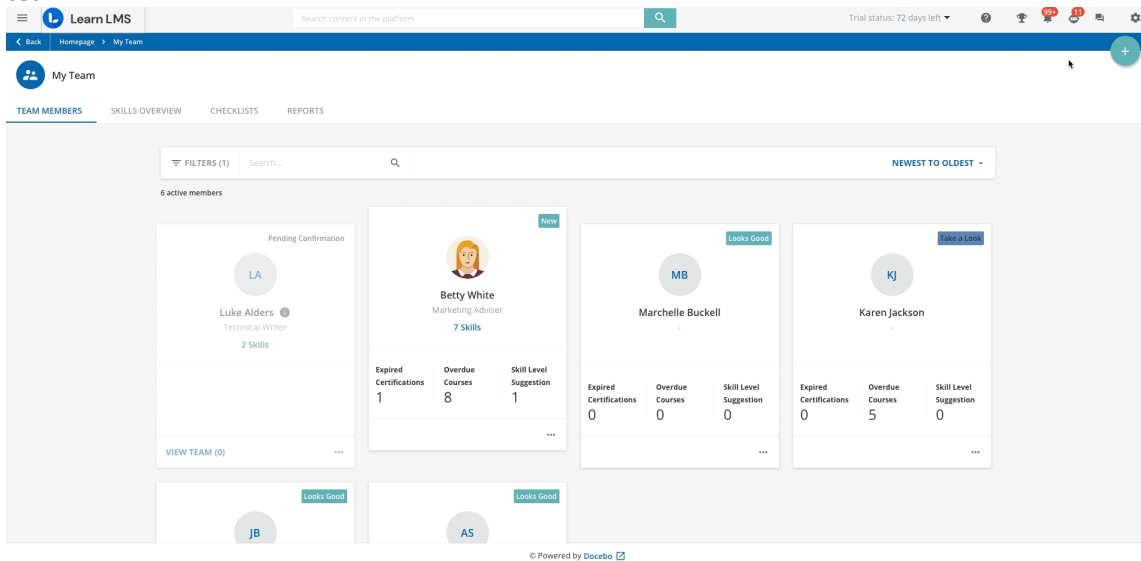 Learn LMS
Search content in the platform
Trial status: 72 days left
99+
11
Back
Homepage > My Team
+
My Team
TEAM MEMBERS
SKILLS OVERVIEW
CHECKLISTS
REPORTS
FILTERS (1)
Search...
NEWEST TO OLDEST
6 active members
Pending Confirmation
LA
Luke Alders
Technical Writer
2 Skills
VIEW TEAM (0)
...
New
Betty White
Marketing Adviser
7 Skills
Expired Certifications
1
Overdue Courses
8
Skill Level Suggestion
1
...
Looks Good
MB
Marchelle Buckell
-
Expired Certifications
0
Overdue Courses
0
Skill Level Suggestion
0
...
Take a Look
KJ
Karen Jackson
-
Expired Certifications
0
Overdue Courses
5
Skill Level Suggestion
0
...
Looks Good
JB
Looks Good
AS
© Powered by Docebo